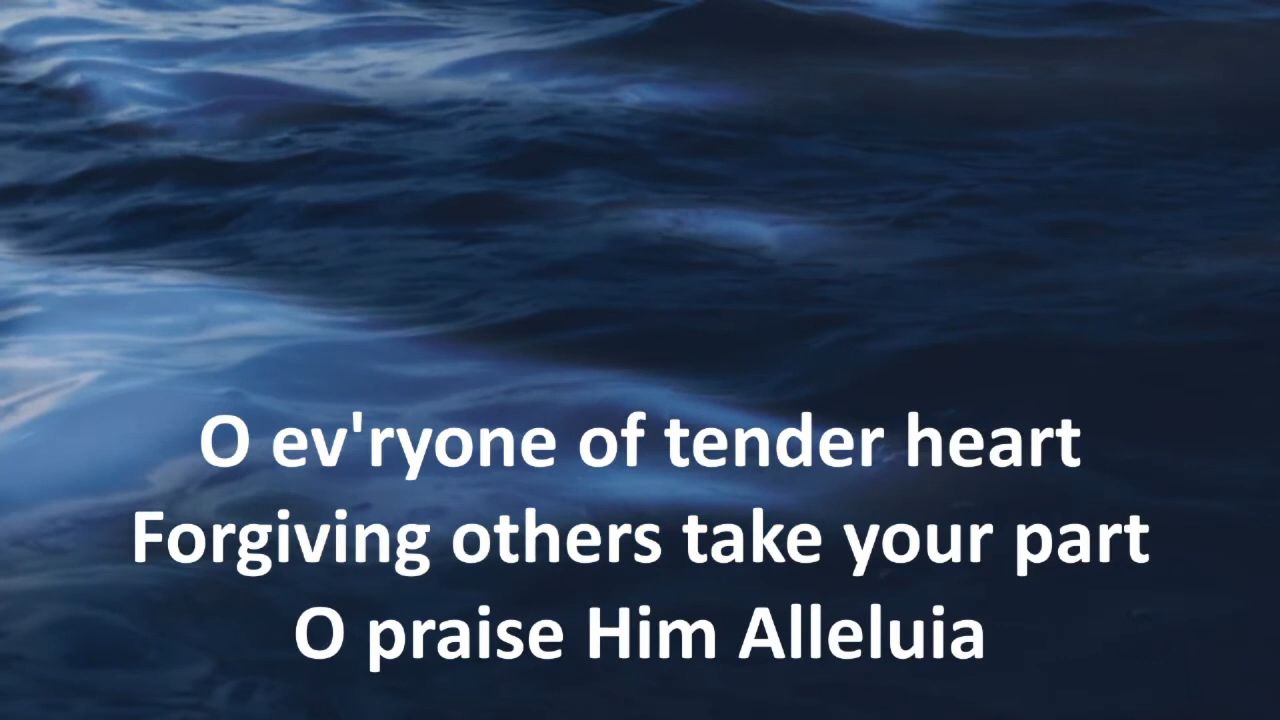 O ev'ryone of tender heart
Forgiving others take your part
O praise Him Alleluia